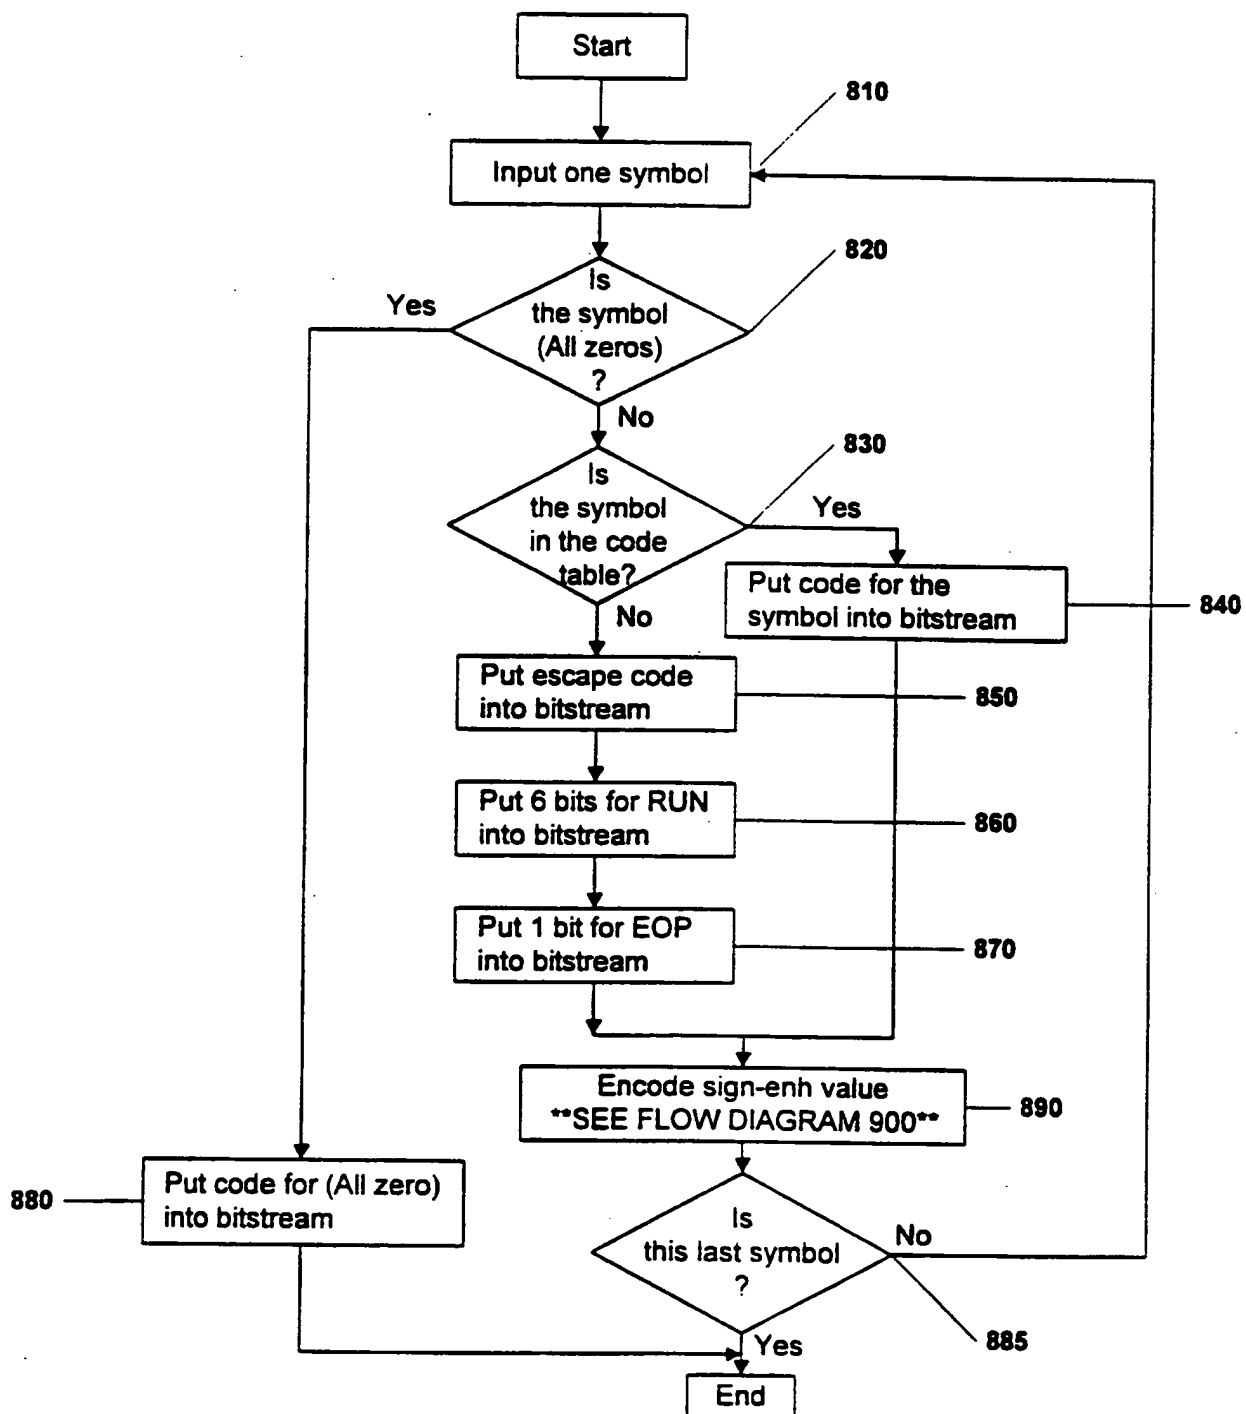 Start
810
Input one symbol
820
Is
the symbol
(All zeros)
?
Yes
No
830
Is
the symbol
in the code
table?
Yes
No
Put code for the
symbol into bitstream
840
Put escape code
into bitstream
850
Put 6 bits for RUN
into bitstream
860
Put 1 bit for EOP
into bitstream
870
Encode sign-enh value
**SEE FLOW DIAGRAM 900**
890
880
Put code for (All zero)
into bitstream
Is
this last symbol
?
No
885
Yes
End